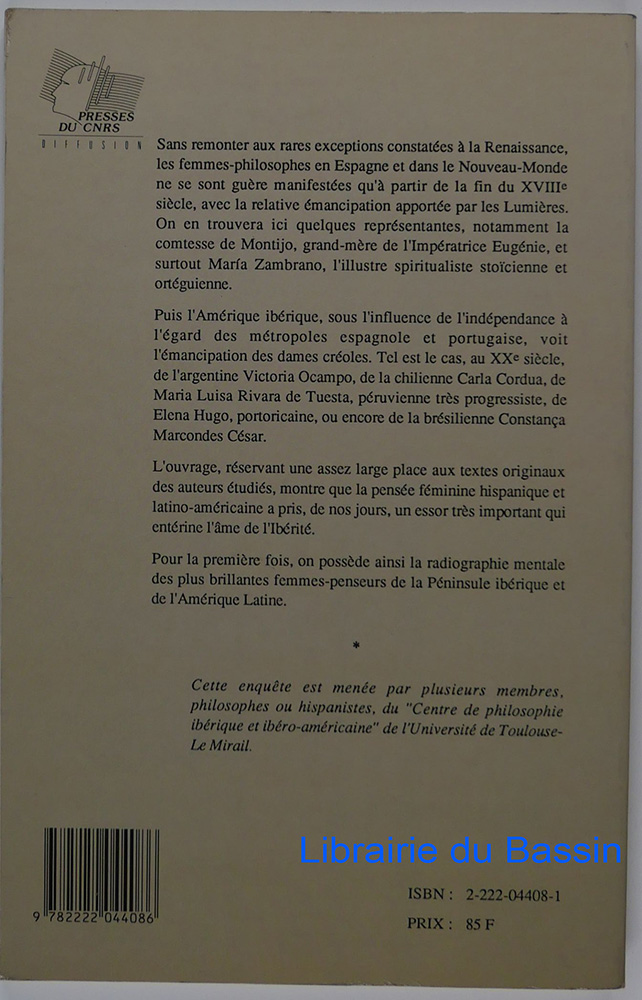 PRESSES
DU CNRS
DIFFUSION
Sans remonter aux rares exceptions constatées à la Renaissance,
les femmes-philosophes en Espagne et dans le Nouveau-Monde
ne se sont guère manifestées qu'à partir de la fin du XVIIIe
siècle, avec la relative émancipation apportée par les Lumières.
On en trouvera ici quelques représentantes, notamment la
comtesse de Montijo, grand-mère de l'Impératrice Eugénie, et
surtout María Zambrano, l'illustre spiritualiste stoïcienne et
ortéguienne.
Puis l'Amérique ibérique, sous l'influence de l'indépendance à
l'égard des métropoles espagnole et portugaise, voit
l'émancipation des dames créoles. Tel est le cas, au XXe siècle,
de l'argentine Victoria Ocampo, de la chilienne Carla Cordua, de
Maria Luisa Rivara de Tuesta, péruvienne très progressiste, de
Elena Hugo, portoricaine, ou encore de la brésilienne Constança
Marcondes César.
L'ouvrage, réservant une assez large place aux textes originaux
des auteurs étudiés, montre que la pensée féminine hispanique et
latino-américaine a pris, de nos jours, un essor très important qui
entérine l'âme de l'Ibérité.
Pour la première fois, on possède ainsi la radiographie mentale
des plus brillantes femmes-penseurs de la Péninsule ibérique et
de l'Amérique Latine.
*
Cette enquête est menée par plusieurs membres,
philosophes ou hispanistes, du "Centre de philosophie
ibérique et ibéro-américaine" de l'Université de Toulouse-
Le Mirail.
Librairie du Bassin
ISBN : 2-222-04408-1
9 782222 044086
PRIX : 85 F